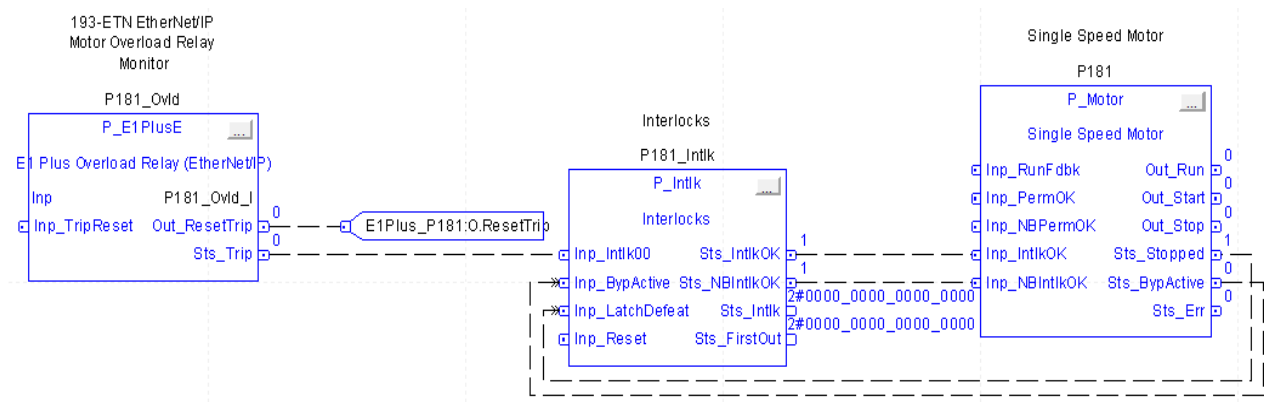 193-ETN EtherNet/IP
Motor Overload Relay
Monitor
P181_Ovld
P_E1PlusE
...
E1 Plus Overload Relay (EtherNet/IP)
Inp P181_Ovld_I
Inp_TripReset Out_ResetTrip 0
Sts_Trip 0
E1Plus_P181:O.ResetTrip
Interlocks
P181_Intlk
P_Intlk
...
Interlocks
Inp_Intlk00 Sts_IntlkOK 1
Inp_BypActive Sts_NBIntlkOK 1
Inp_LatchDefeat Sts_Intlk 2#0000_0000_0000_0000
Inp_Reset Sts_FirstOut 2#0000_0000_0000_0000
Single Speed Motor
P181
P_Motor
...
Single Speed Motor
Inp_RunFdbk Out_Run 0
Inp_PermOK Out_Start 0
Inp_NBPermOK Out_Stop 0
Inp_IntlkOK Sts_Stopped 1
Inp_NBIntlkOK Sts_BypActive 0
Sts_Err 0